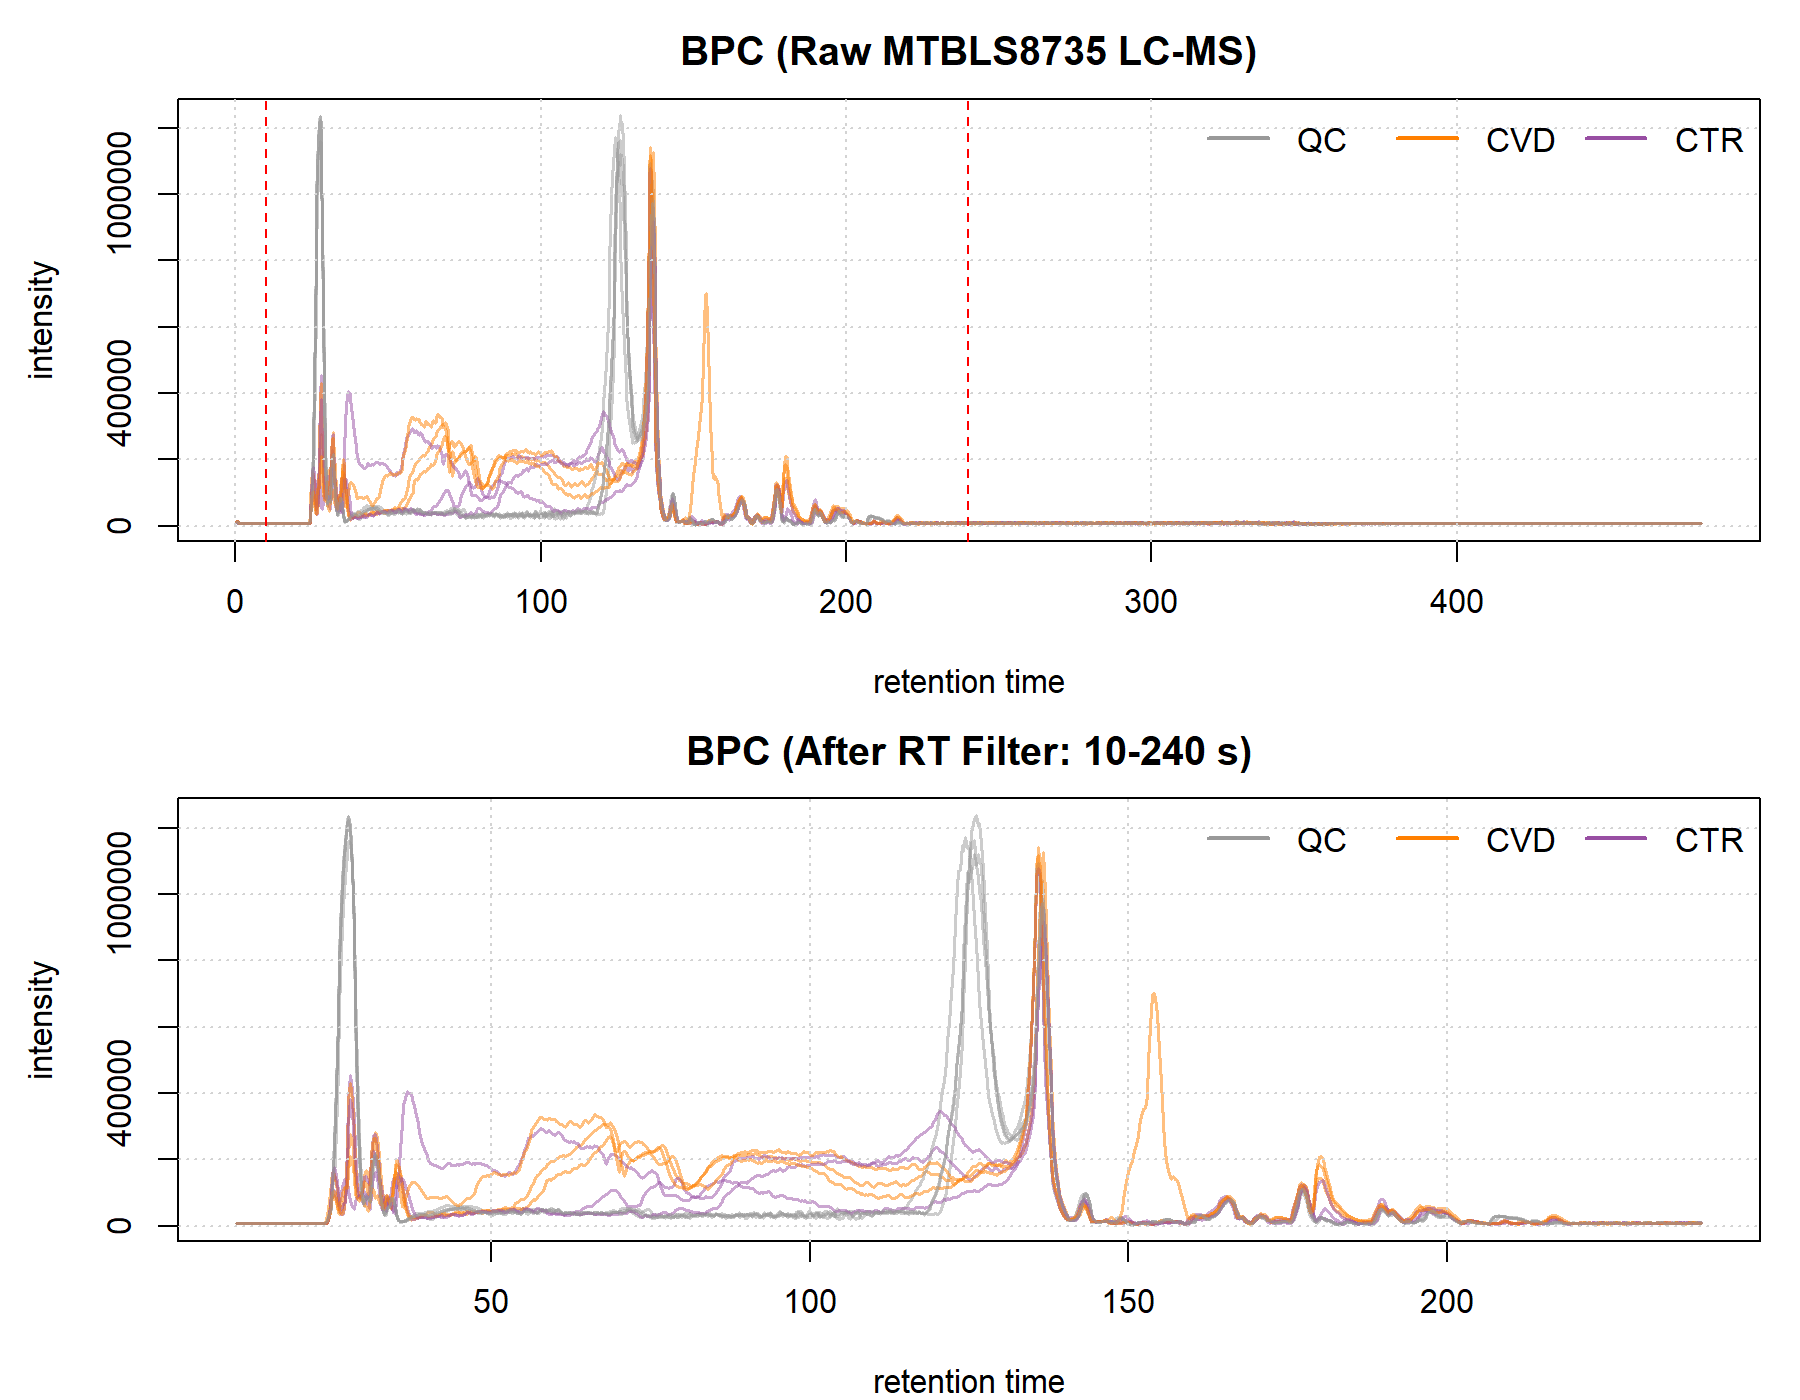 BPC (Raw MTBLS8735 LC-MS)
QC CVD CTR
intensity
0 400000 1000000
0 100 200 300 400
retention time
BPC (After RT Filter: 10-240 s)
QC CVD CTR
intensity
0 400000 1000000
50 100 150 200
retention time